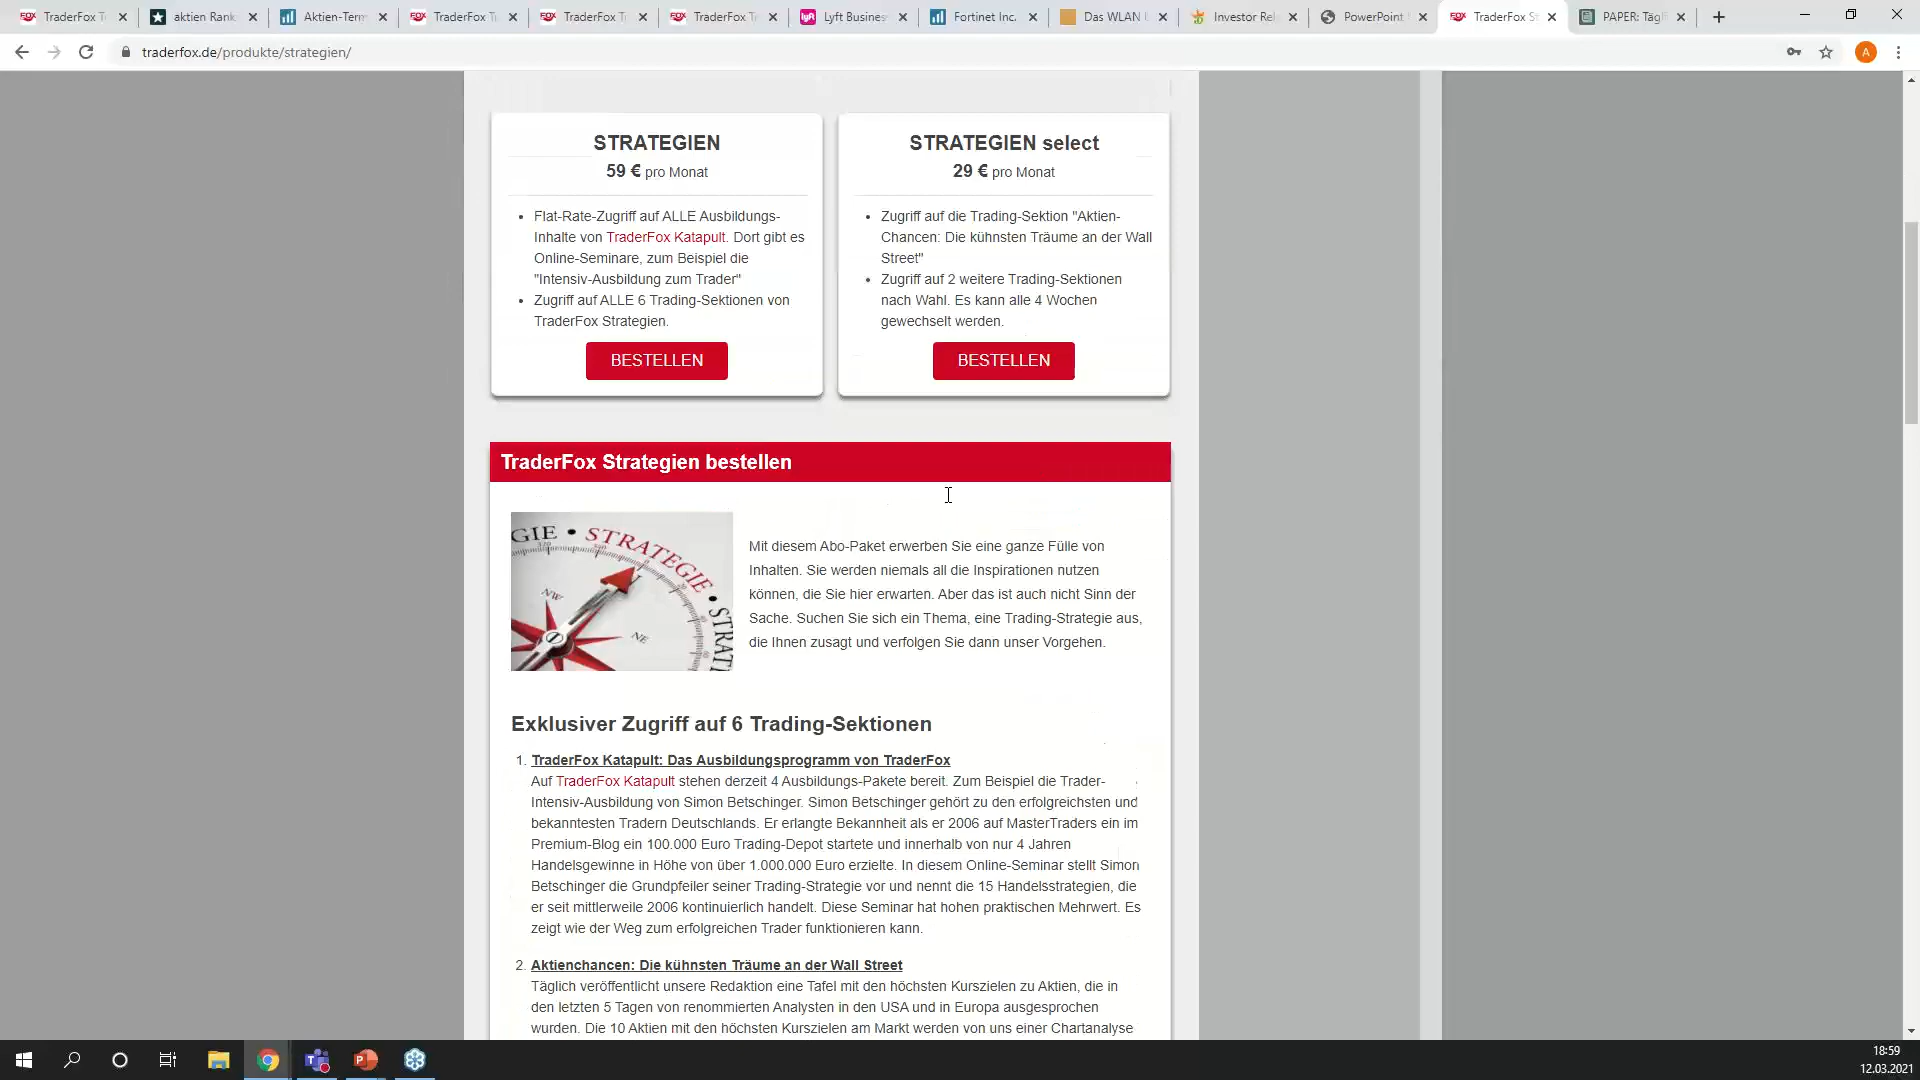 TraderFox T
aktien Rank
Aktien-Term
TraderFox T
TraderFox T
TraderFox T
Lyft Busines
Fortinet Inc.
Das WLAN
Investor Re
PowerPoint
TraderFox S
PAPER: Tägl
traderfox.de/produkte/strategien/
A
STRATEGIEN
59 € pro Monat
Flat-Rate-Zugriff auf ALLE Ausbildungs-
Inhalte von TraderFox Katapult. Dort gibt es
Online-Seminare, zum Beispiel die
"Intensiv-Ausbildung zum Trader"
Zugriff auf ALLE 6 Trading-Sektionen von
TraderFox Strategien.
BESTELLEN
STRATEGIEN select
29 € pro Monat
Zugriff auf die Trading-Sektion "Aktien-
Chancen: Die kühnsten Träume an der Wall
Street"
Zugriff auf 2 weitere Trading-Sektionen
nach Wahl. Es kann alle 4 Wochen
gewechselt werden.
BESTELLEN
TraderFox Strategien bestellen
GIE • STRATEGIE • STRAT
NW
NE
Mit diesem Abo-Paket erwerben Sie eine ganze Fülle von
Inhalten. Sie werden niemals all die Inspirationen nutzen
können, die Sie hier erwarten. Aber das ist auch nicht Sinn der
Sache. Suchen Sie sich ein Thema, eine Trading-Strategie aus,
die Ihnen zusagt und verfolgen Sie dann unser Vorgehen.
Exklusiver Zugriff auf 6 Trading-Sektionen
1. TraderFox Katapult: Das Ausbildungsprogramm von TraderFox
Auf TraderFox Katapult stehen derzeit 4 Ausbildungs-Pakete bereit. Zum Beispiel die Trader-
Intensiv-Ausbildung von Simon Betschinger. Simon Betschinger gehört zu den erfolgreichsten und
bekanntesten Tradern Deutschlands. Er erlangte Bekannheit als er 2006 auf MasterTraders ein im
Premium-Blog ein 100.000 Euro Trading-Depot startete und innerhalb von nur 4 Jahren
Handelsgewinne in Höhe von über 1.000.000 Euro erzielte. In diesem Online-Seminar stellt Simon
Betschinger die Grundpfeiler seiner Trading-Strategie vor und nennt die 15 Handelsstrategien, die
er seit mittlerweile 2006 kontinuierlich handelt. Diese Seminar hat hohen praktischen Mehrwert. Es
zeigt wie der Weg zum erfolgreichen Trader funktionieren kann.
2. Aktienchancen: Die kühnsten Träume an der Wall Street
Täglich veröffentlicht unsere Redaktion eine Tafel mit den höchsten Kurszielen zu Aktien, die in
den letzten 5 Tagen von renommierten Analysten in den USA und in Europa ausgesprochen
wurden. Die 10 Aktien mit den höchsten Kurszielen am Markt werden von uns einer Chartanalyse
18:59
12.03.2021